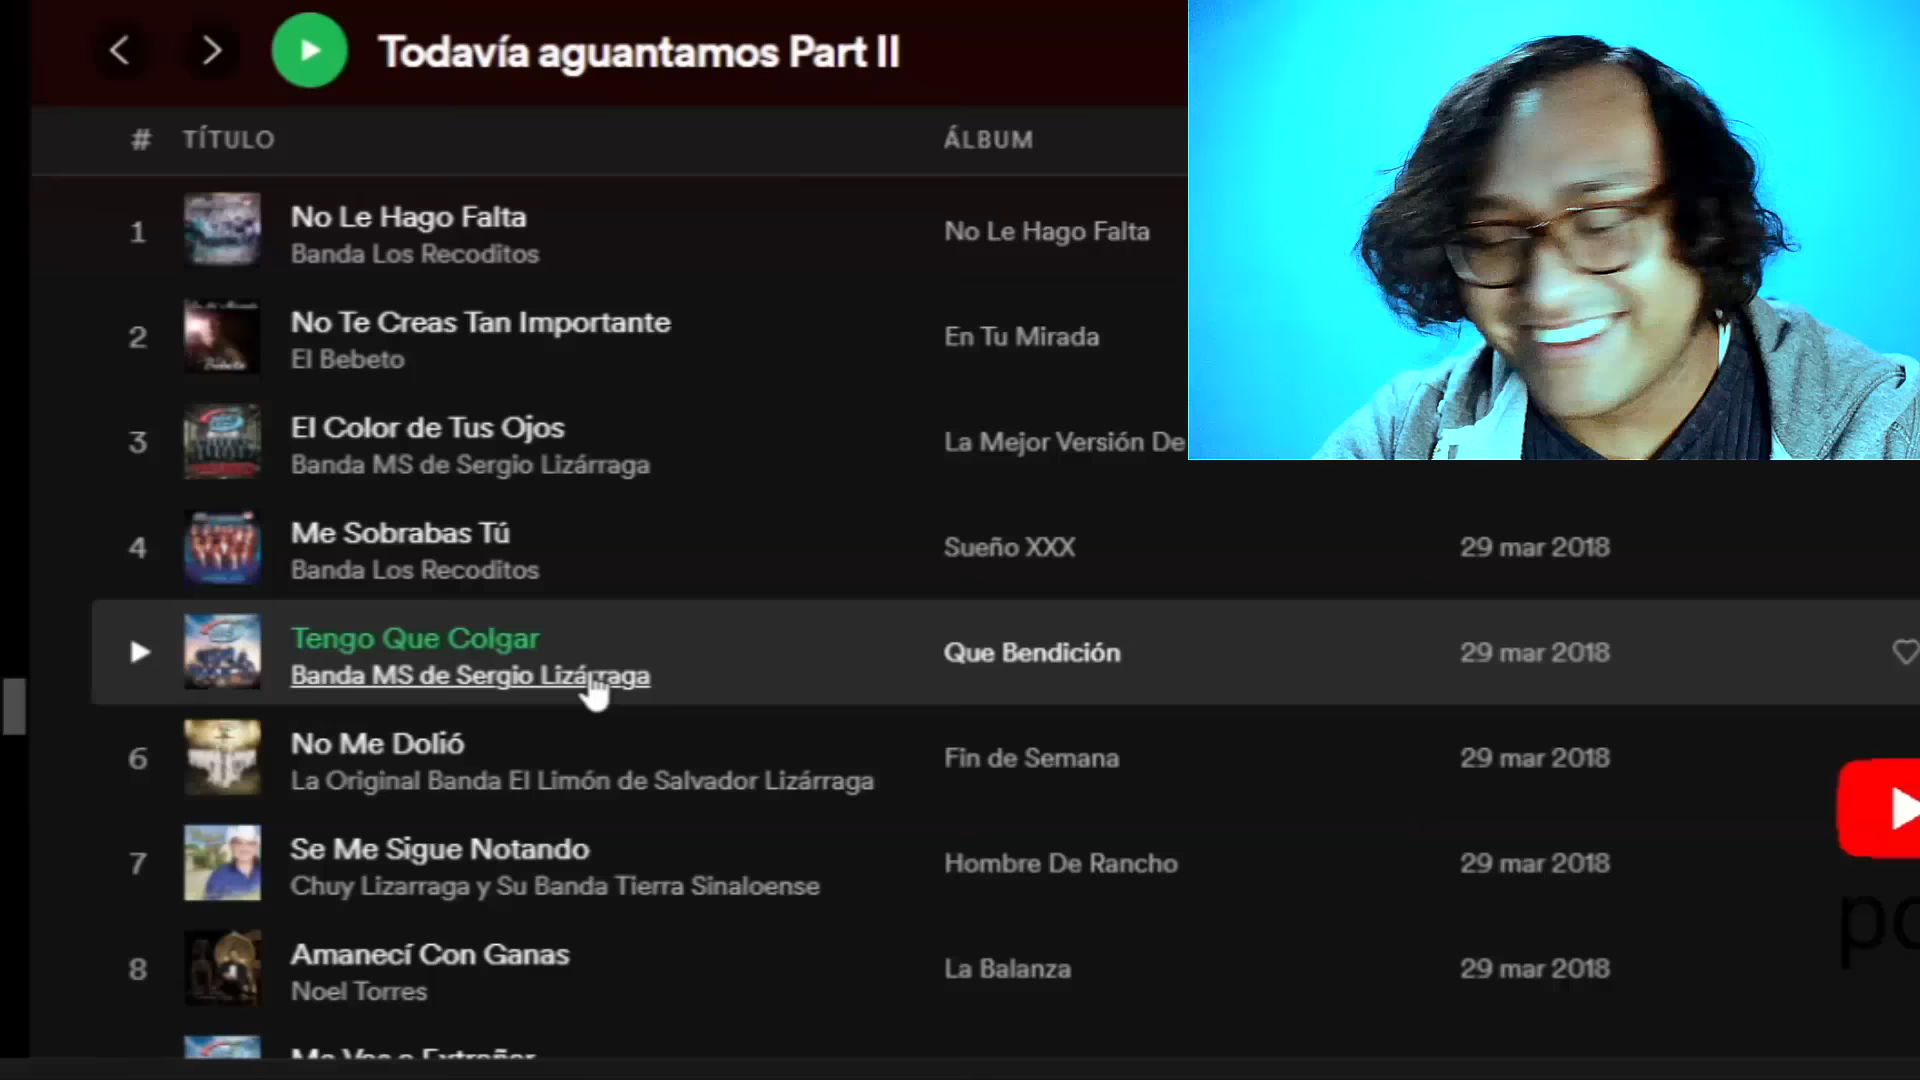 Todavía aguantamos Part II
# TÍTULO ÁLBUM
1 No Le Hago Falta No Le Hago Falta
Banda Los Recoditos
2 No Te Creas Tan Importante En Tu Mirada
El Bebeto
3 El Color de Tus Ojos La Mejor Versión De
Banda MS de Sergio Lizárraga
4 Me Sobrabas Tú Sueño XXX 29 mar 2018
Banda Los Recoditos
Tengo Que Colgar Que Bendición 29 mar 2018
Banda MS de Sergio Lizárraga
6 No Me Dolió Fin de Semana 29 mar 2018
La Original Banda El Limón de Salvador Lizárraga
7 Se Me Sigue Notando Hombre De Rancho 29 mar 2018
Chuy Lizarraga y Su Banda Tierra Sinaloense
8 Amanecí Con Ganas La Balanza 29 mar 2018
Noel Torres